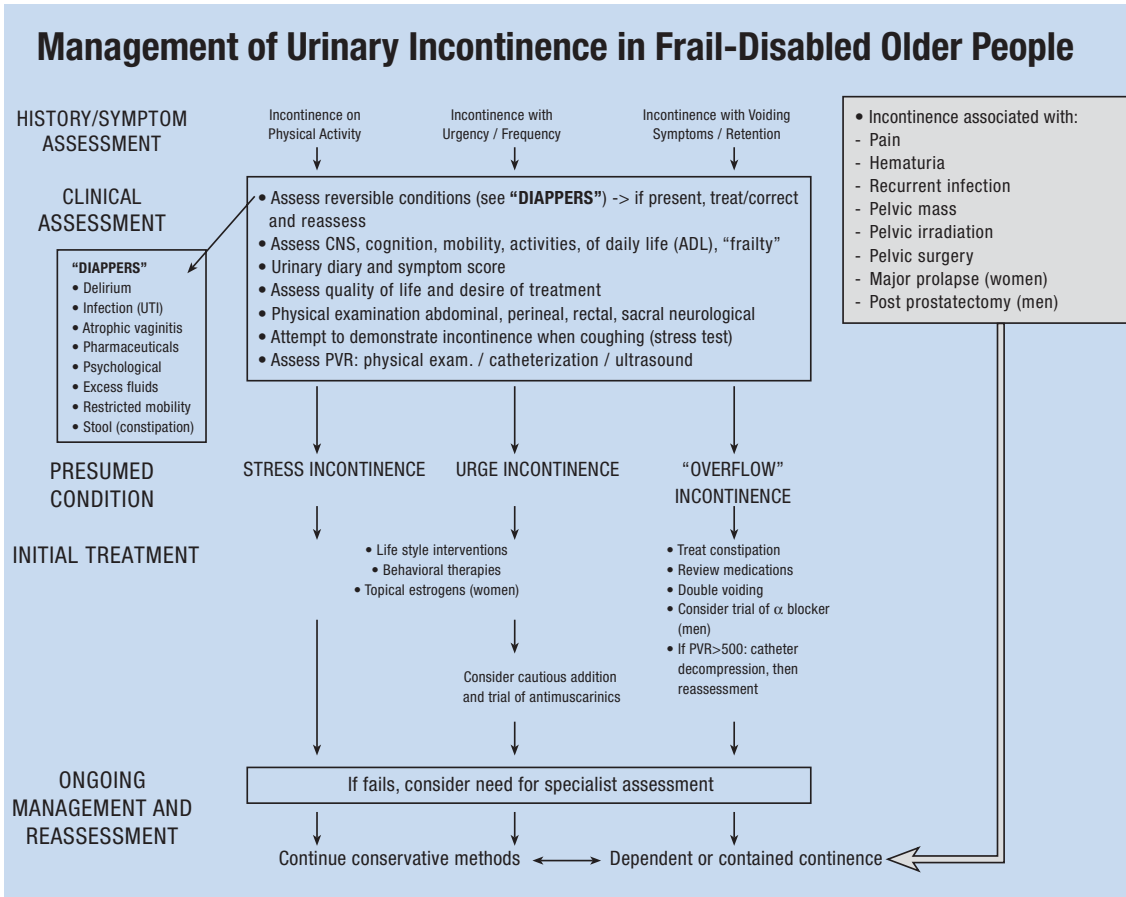 Management of Urinary Incontinence in Frail-Disabled Older People
HISTORY/SYMPTOM
ASSESSMENT
Incontinence on
Physical Activity
Incontinence with
Urgency / Frequency
Incontinence with Voiding
Symptoms / Retention
• Incontinence associated with:
- Pain
- Hematuria
- Recurrent infection
- Pelvic mass
- Pelvic irradiation
- Pelvic surgery
- Major prolapse (women)
- Post prostatectomy (men)
CLINICAL
ASSESSMENT
• Assess reversible conditions (see “DIAPPERS”) -> if present, treat/correct
and reassess
• Assess CNS, cognition, mobility, activities, of daily life (ADL), “frailty”
• Urinary diary and symptom score
• Assess quality of life and desire of treatment
• Physical examination abdominal, perineal, rectal, sacral neurological
• Attempt to demonstrate incontinence when coughing (stress test)
• Assess PVR: physical exam. / catheterization / ultrasound
“DIAPPERS”
• Delirium
• Infection (UTI)
• Atrophic vaginitis
• Pharmaceuticals
• Psychological
• Excess fluids
• Restricted mobility
• Stool (constipation)
PRESUMED
CONDITION
STRESS INCONTINENCE
URGE INCONTINENCE
“OVERFLOW”
INCONTINENCE
INITIAL TREATMENT
• Life style interventions
• Behavioral therapies
• Topical estrogens (women)
Consider cautious addition
and trial of antimuscarinics
• Treat constipation
• Review medications
• Double voiding
• Consider trial of α blocker
(men)
• If PVR>500: catheter
decompression, then
reassessment
ONGOING
MANAGEMENT AND
REASSESSMENT
If fails, consider need for specialist assessment
Continue conservative methods
Dependent or contained continence